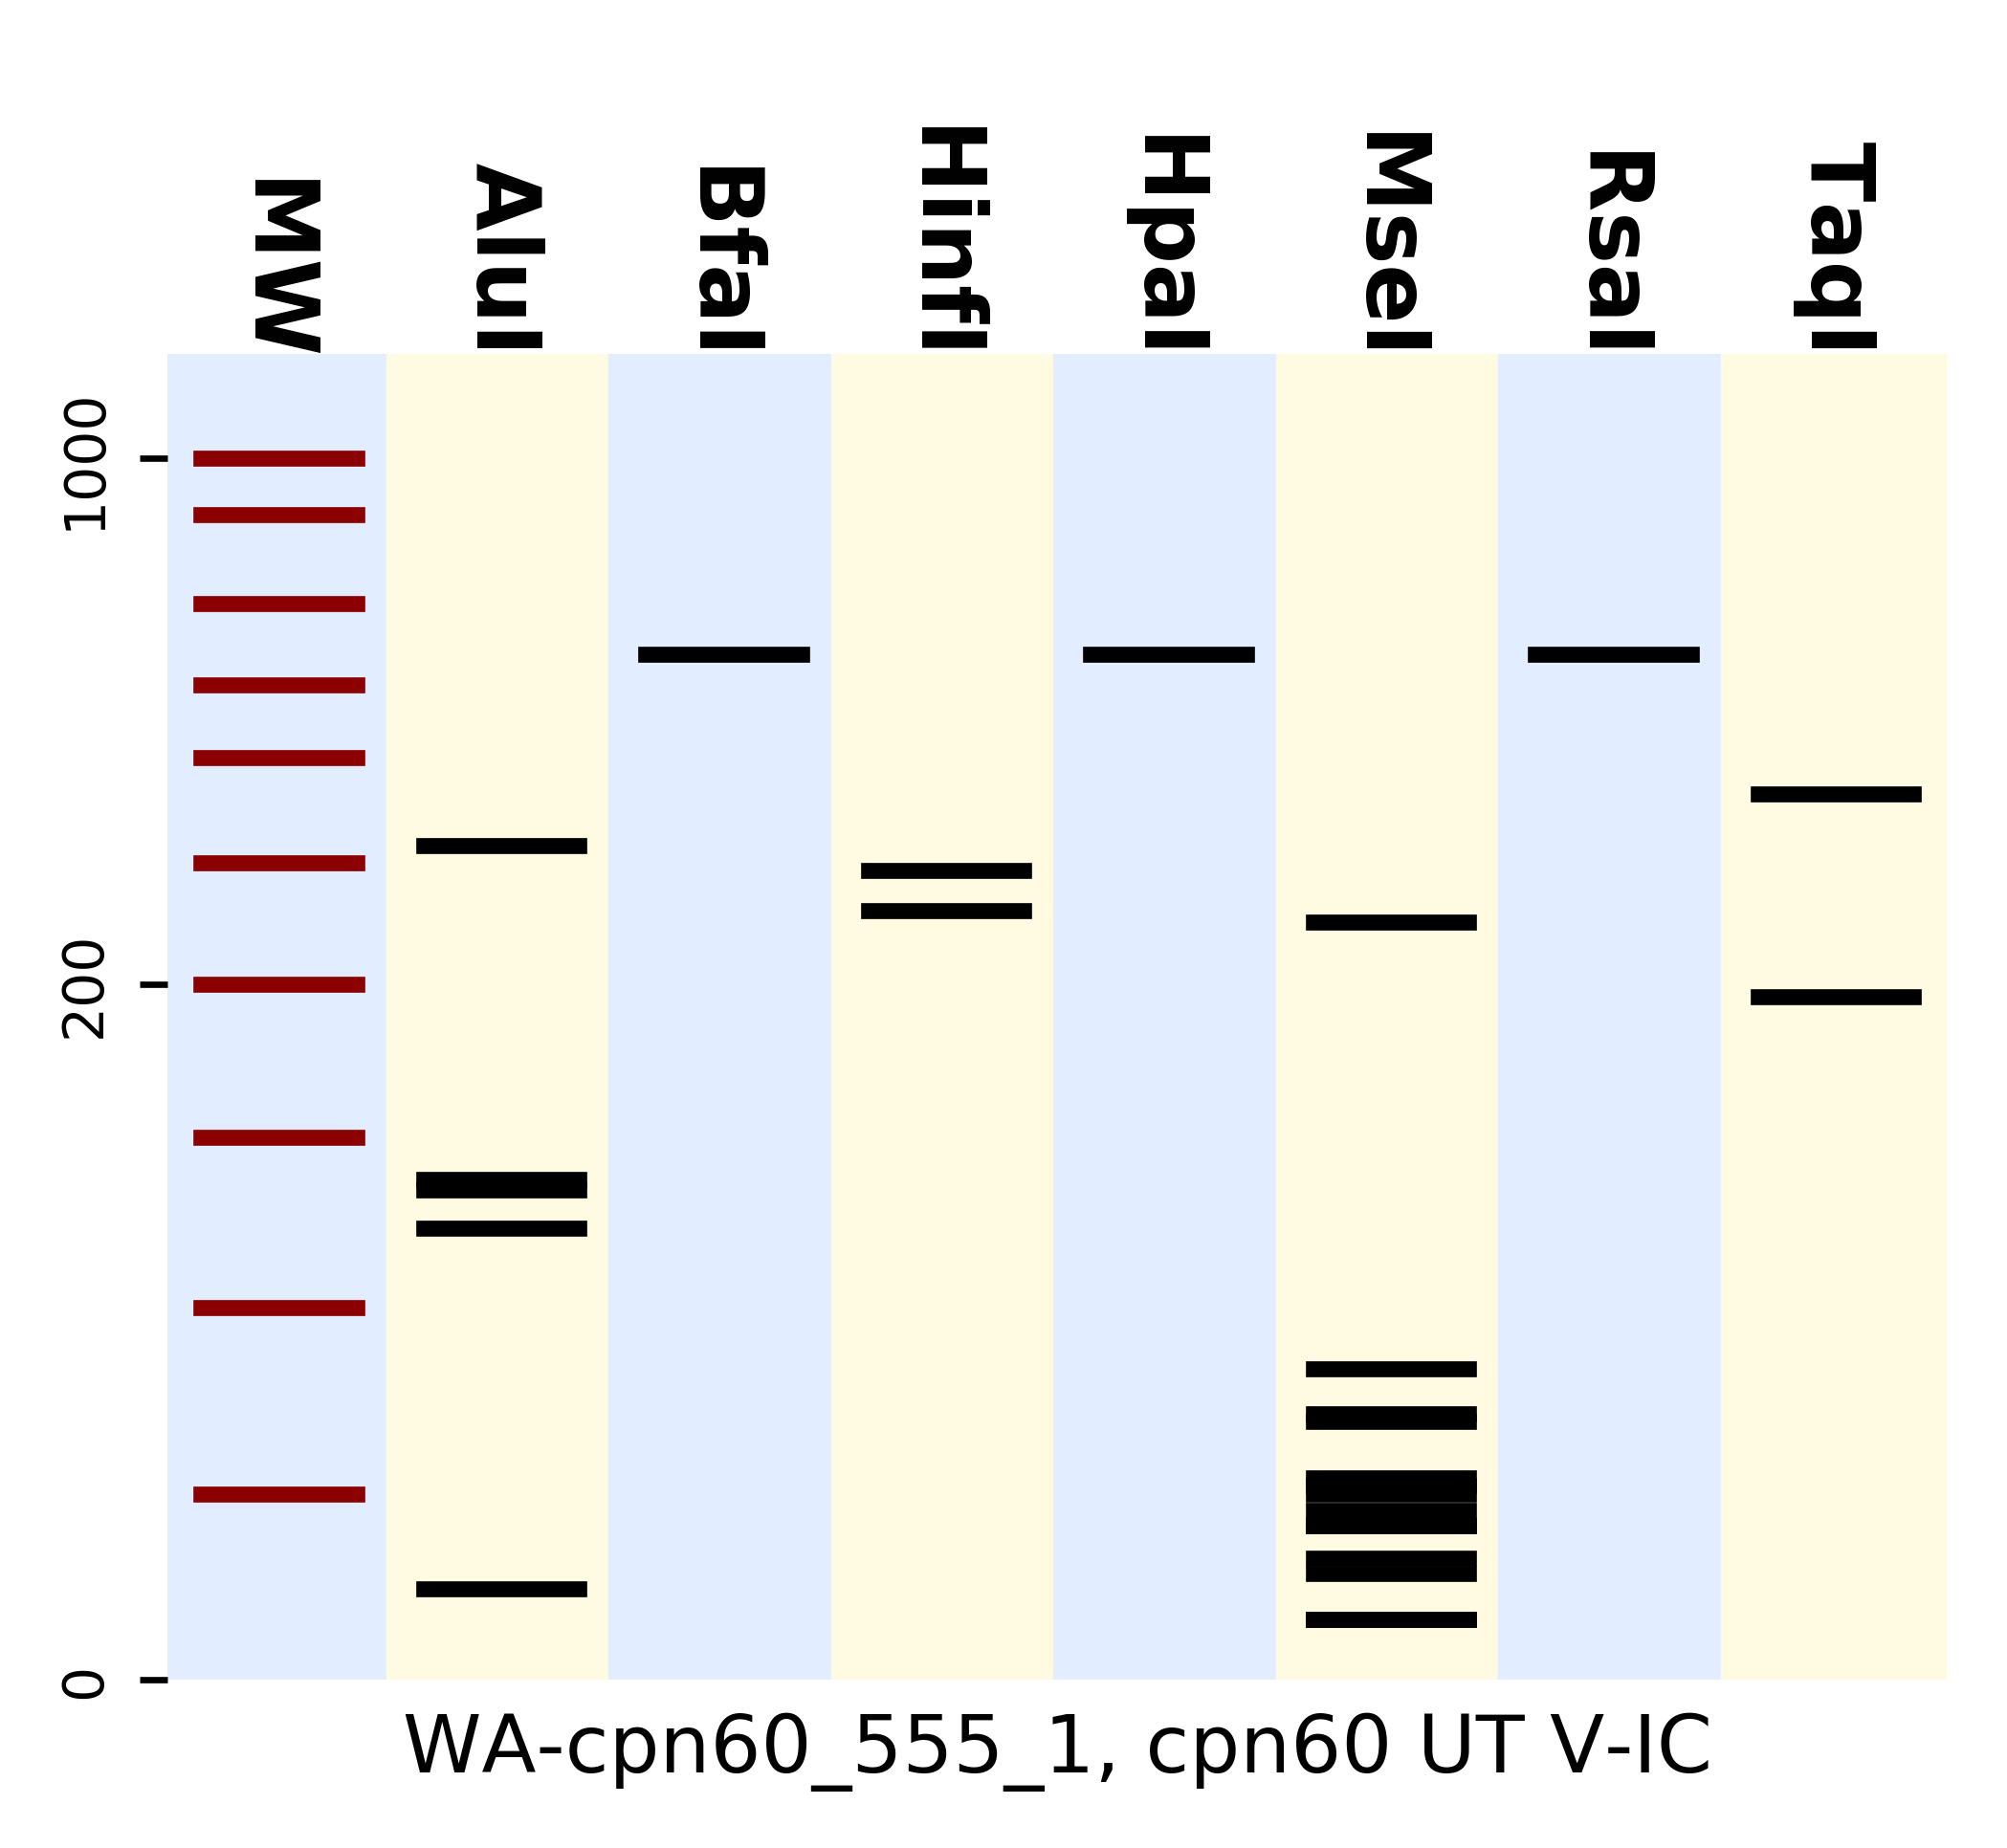 MW
AluI
BfaI
HinfI
HpaI
MseI
RsaI
TaqI
1000
200
0
WA-cpn60_555_1, cpn60 UT V-IC